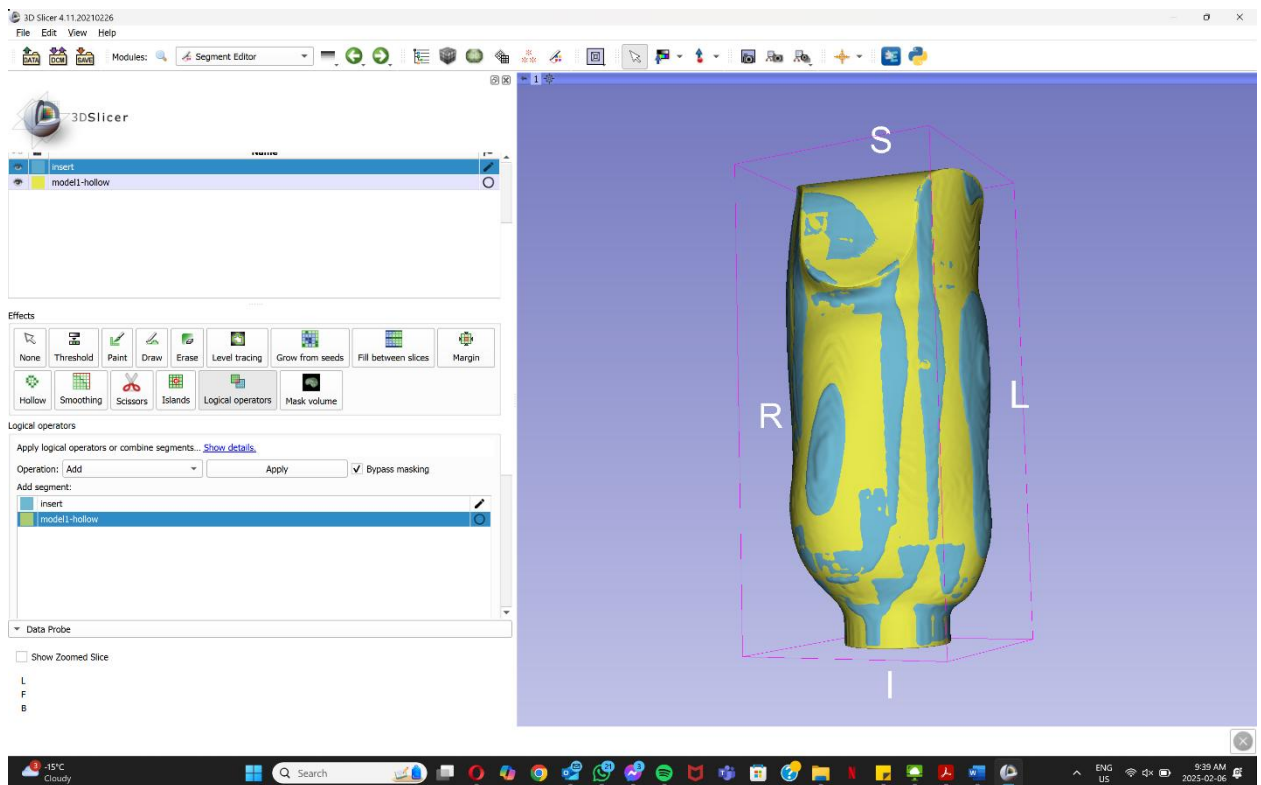 3D Slicer 4.11.20210226
File Edit View Help
DATA DCM SAVE Modules: Segment Editor
1
3DSlicer
Name
insert
model1-hollow
Effects
None Threshold Paint Draw Erase Level tracing Grow from seeds Fill between slices Margin
Hollow Smoothing Scissors Islands Logical operators Mask volume
Logical operators
Apply logical operators or combine segments... Show details.
Operation: Add Apply Bypass masking
Add segment:
insert
model1-hollow
Data Probe
Show Zoomed Slice
L
F
B
S
R
L
I
3 -15°C
Cloudy
Search
21
3
ENG
US
9:39 AM
2025-02-06